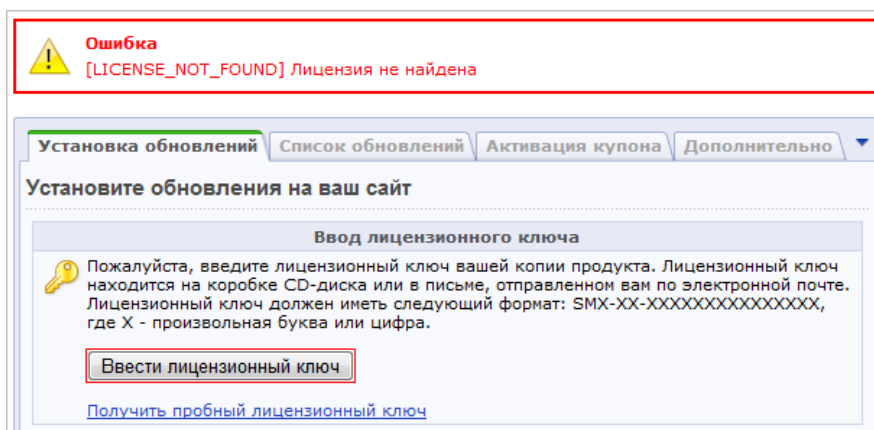 Ошибка
[LICENSE_NOT_FOUND] Лицензия не найдена
Установка обновлений Список обновлений Активация купона Дополнительно
Установите обновления на ваш сайт
Ввод лицензионного ключа
Пожалуйста, введите лицензионный ключ вашей копии продукта. Лицензионный ключ
находится на коробке CD-диска или в письме, отправленном вам по электронной почте.
Лицензионный ключ должен иметь следующий формат: SMX-XX-XXXXXXXXXXXXXXX,
где X - произвольная буква или цифра.
Ввести лицензионный ключ
Получить пробный лицензионный ключ